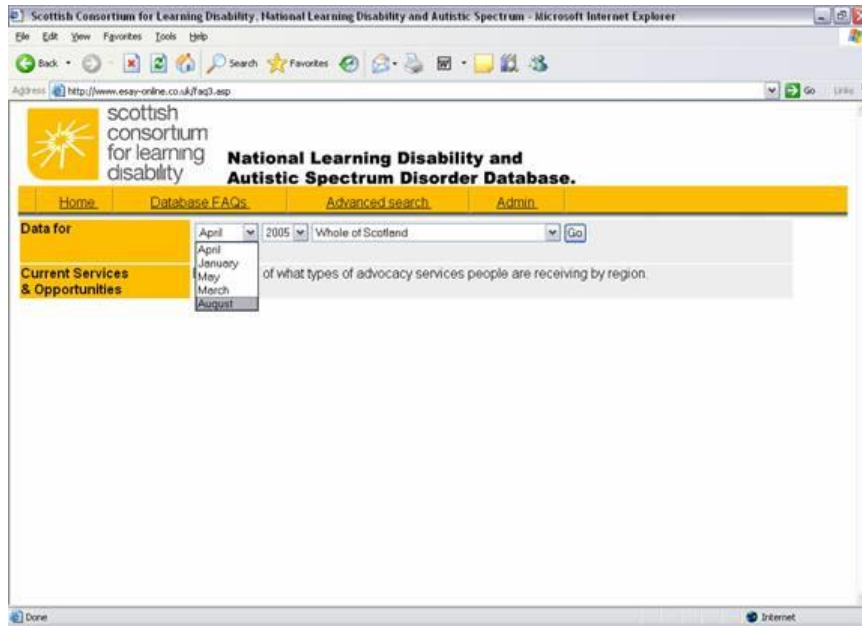 Scottish Consortium for Learning Disability, National Learning Disability and Autistic Spectrum - Microsoft Internet Explorer
File Edit View Favorites Tools Help
Back Search Favorites
Address http://www.esay-online.co.uk/faq3.asp Go Links
scottish
consortium
for learning
disability
National Learning Disability and
Autistic Spectrum Disorder Database.
Home Database FAQs Advanced search Admin
Data for April 2005 Whole of Scotland Go
April
January
May
March
August
Current Services
& Opportunities
of what types of advocacy services people are receiving by region.
Done Internet